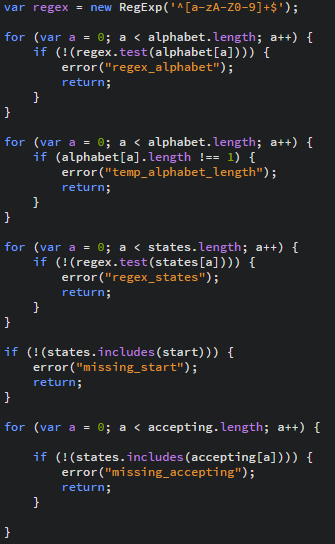 var regex = new RegExp('^[a-zA-Z0-9]+$');
for (var a = 0; a < alphabet.length; a++) {
    if (!(regex.test(alphabet[a]))) {
        error("regex_alphabet");
        return;
    }
}
for (var a = 0; a < alphabet.length; a++) {
    if (alphabet[a].length !== 1) {
        error("temp_alphabet_length");
        return;
    }
}
for (var a = 0; a < states.length; a++) {
    if (!(regex.test(states[a]))) {
        error("regex_states");
        return;
    }
}
if (!(states.includes(start))) {
    error("missing_start");
    return;
}
for (var a = 0; a < accepting.length; a++) {
    if (!(states.includes(accepting[a]))) {
        error("missing_accepting");
        return;
    }
}